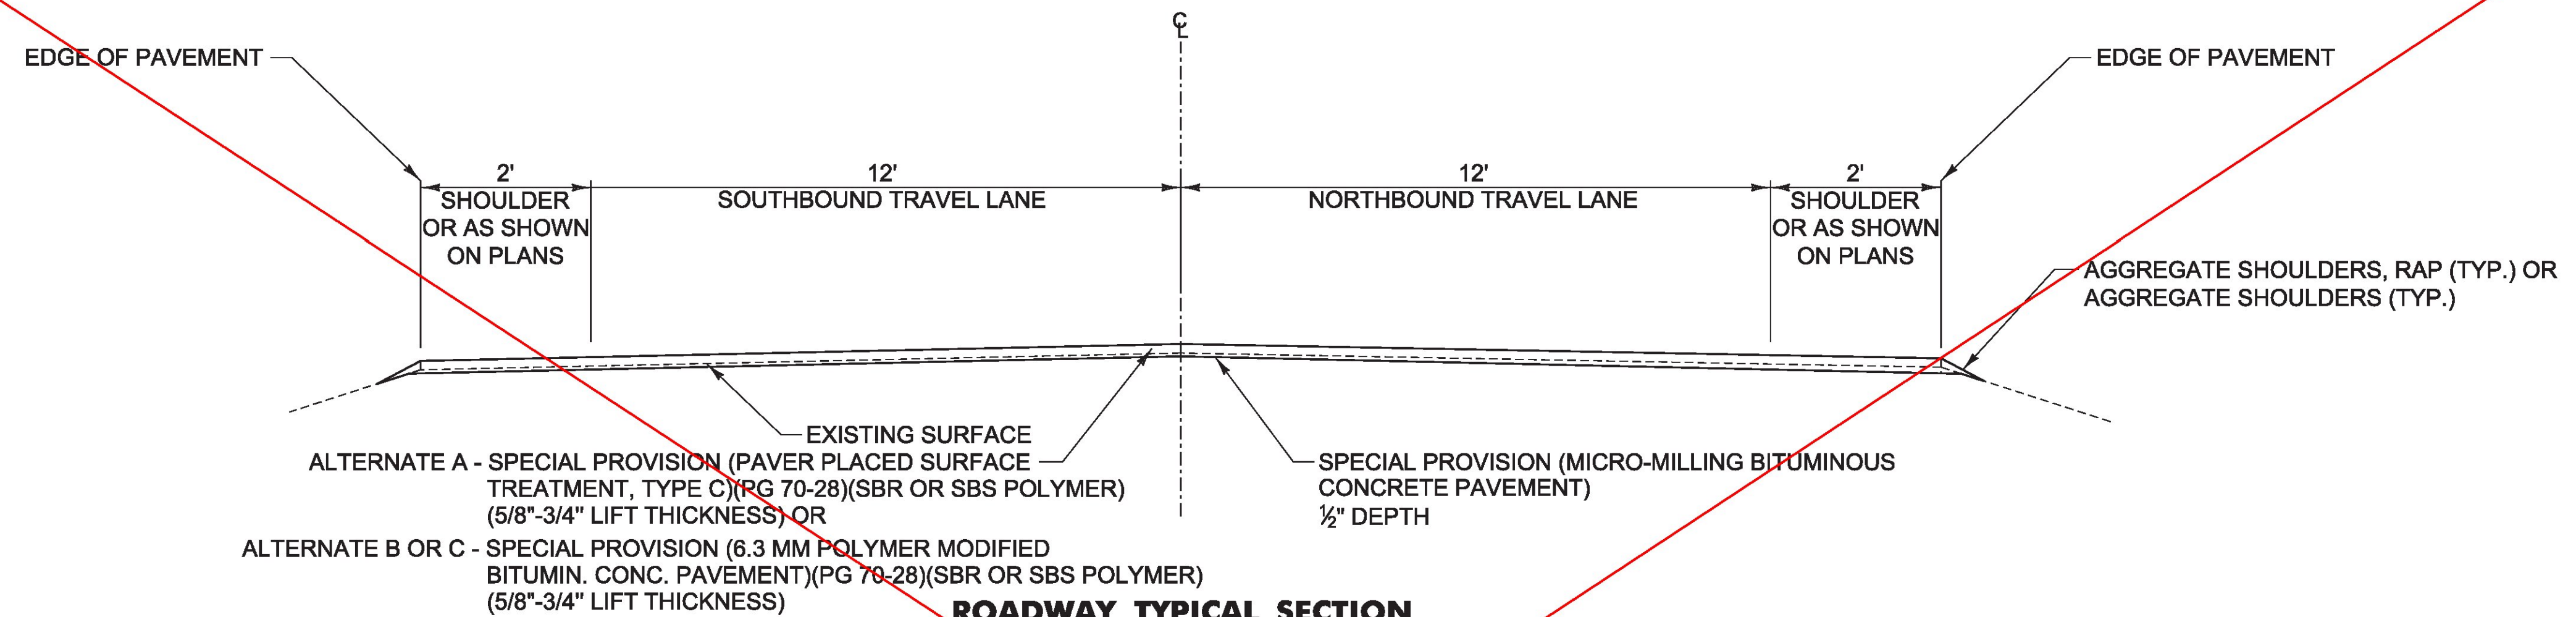 ℄
EDGE OF PAVEMENT
EDGE OF PAVEMENT
2'
12'
12'
2'
SHOULDER
OR AS SHOWN
ON PLANS
SOUTHBOUND TRAVEL LANE
NORTHBOUND TRAVEL LANE
SHOULDER
OR AS SHOWN
ON PLANS
AGGREGATE SHOULDERS, RAP (TYP.) OR
AGGREGATE SHOULDERS (TYP.)
EXISTING SURFACE
ALTERNATE A - SPECIAL PROVISION (PAVER PLACED SURFACE
TREATMENT, TYPE C)(PG 70-28)(SBR OR SBS POLYMER)
(5/8"-3/4" LIFT THICKNESS) OR
ALTERNATE B OR C - SPECIAL PROVISION (6.3 MM POLYMER MODIFIED
BITUMIN. CONC. PAVEMENT)(PG 70-28)(SBR OR SBS POLYMER)
(5/8"-3/4" LIFT THICKNESS)
SPECIAL PROVISION (MICRO-MILLING BITUMINOUS
CONCRETE PAVEMENT)
½" DEPTH
ROADWAY TYPICAL SECTION